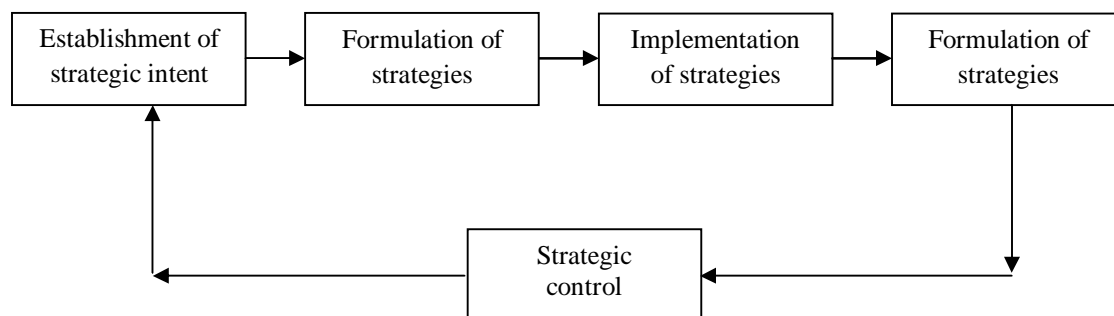 Establishment of
strategic intent
Formulation of
strategies
Implementation
of strategies
Formulation of
strategies
Strategic
control